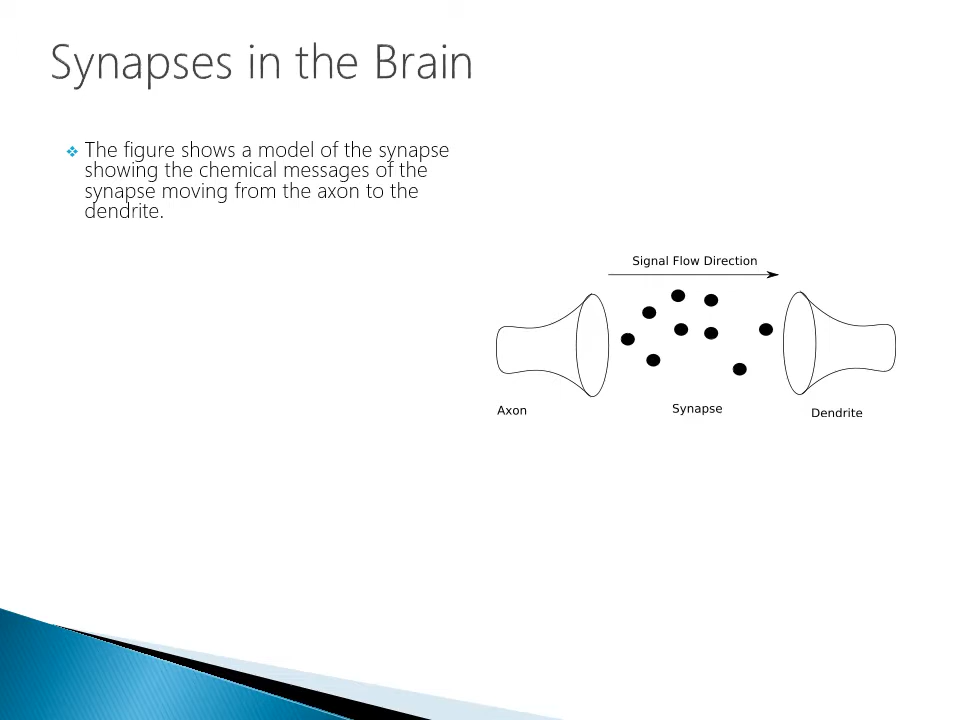 Synapses in the Brain
The figure shows a model of the synapse
showing the chemical messages of the
synapse moving from the axon to the
dendrite.
Signal Flow Direction
Axon
Synapse
Dendrite